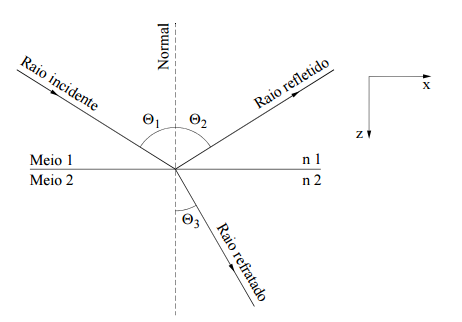 Normal
Raio incidente
Raio refletido
x
z
Θ1
Θ2
Meio 1
n 1
Meio 2
n 2
Θ3
Raio refratado